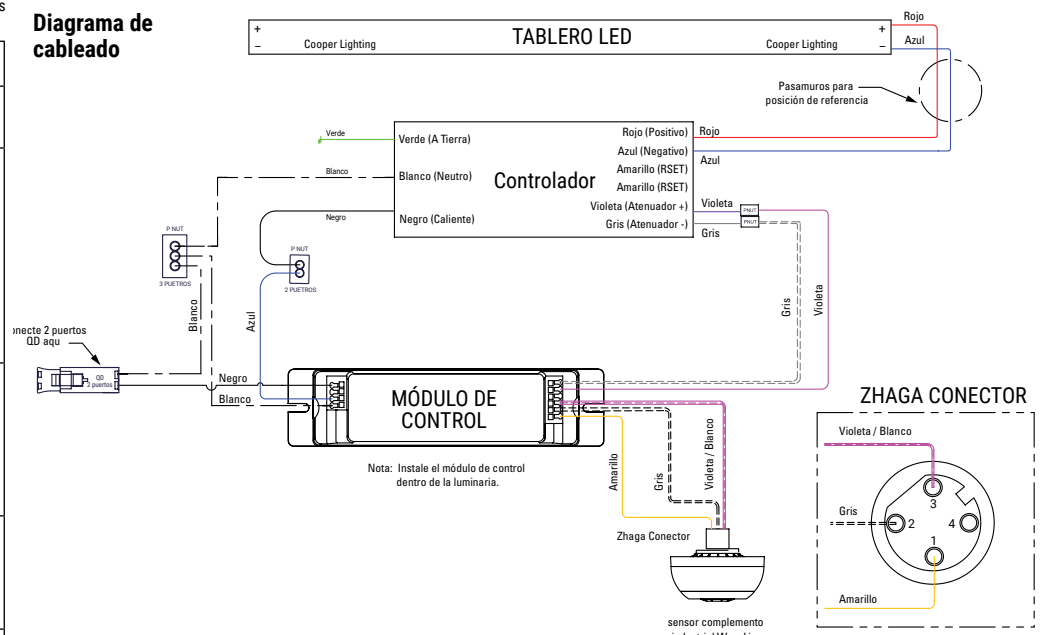 s
Diagrama de
cableado
+
−
Cooper Lighting
TABLERO LED
Cooper Lighting
+
−
Rojo
Azul
Pasamuros para
posición de referencia
Verde
Verde (A Tierra)
Blanco
Blanco (Neutro)
Negro
Negro (Caliente)
Controlador
Rojo (Positivo)
Azul (Negativo)
Amarillo (RSET)
Amarillo (RSET)
Violeta (Atenuador +)
Gris (Atenuador -)
Rojo
Azul
Violeta
Gris
PNUT
PNUT
P NUT
3 PUETROS
P NUT
2 PUETROS
Blanco
Azul
Gris
Violeta
necte 2 puertos
QD aqu
QD
2 puertos
Negro
Blanco
MÓDULO DE
CONTROL
Nota: Instale el módulo de control
dentro de la luminaria.
Amarillo
Gris
Violeta / Blanco
Zhaga Conector
sensor complemento
ZHAGA CONECTOR
Violeta / Blanco
3
Gris
2
4
1
Amarillo